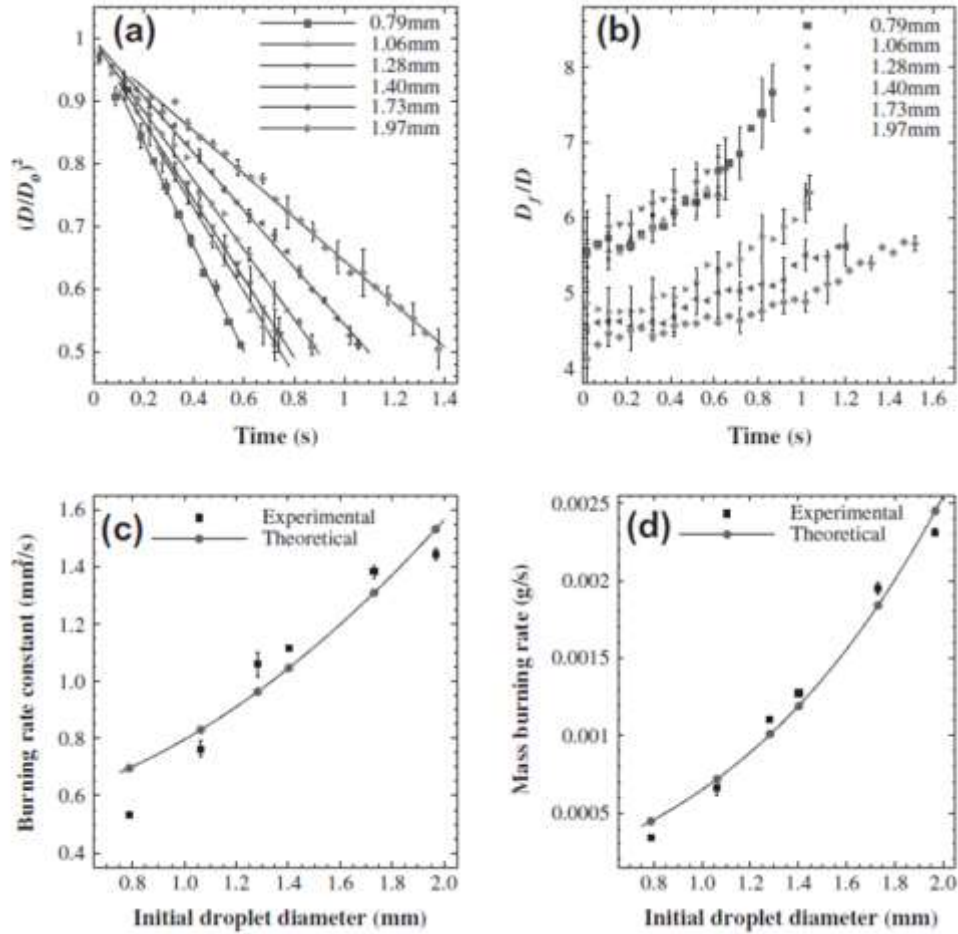 (a)
0.79mm
1.06mm
1.28mm
1.40mm
1.73mm
1.97mm
1
0.9
0.8
0.7
0.6
0.5
(D/D₀)²
0 0.2 0.4 0.6 0.8 1 1.2 1.4
Time (s)
(b)
0.79mm
1.06mm
1.28mm
1.40mm
1.73mm
1.97mm
8
7
6
5
4
D_f/D
0 0.2 0.4 0.6 0.8 1 1.2 1.4 1.6
Time (s)
(c)
Experimental
Theoretical
1.6
1.4
1.2
1.0
0.8
0.6
0.4
Burning rate constant (mm²/s)
0.8 1.0 1.2 1.4 1.6 1.8 2.0
Initial droplet diameter (mm)
(d)
Experimental
Theoretical
0.0025
0.002
0.0015
0.001
0.0005
Mass burning rate (g/s)
0.8 1.0 1.2 1.4 1.6 1.8 2.0
Initial droplet diameter (mm)